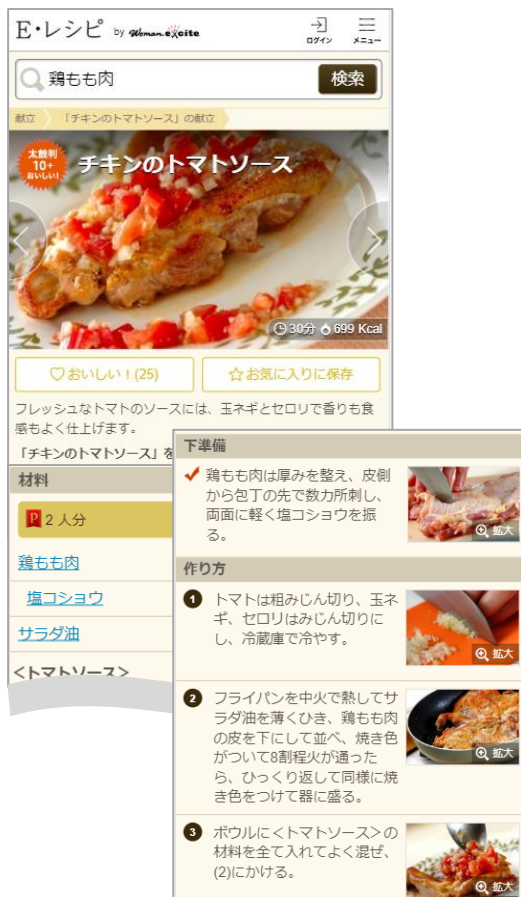 E・レシピ by Woman.excite
ログイン
メニュー
鶏もも肉
検索
献立
「チキンのトマトソース」の献立
太鼓判
10+
おいしい!
チキンのトマトソース
30分 699 Kcal
♡おいしい！(25)
☆お気に入りに保存
フレッシュなトマトのソースには、玉ネギとセロリで香りも食
感もよく仕上げます。
「チキンのトマトソース」を
材料
P 2 人分
鶏もも肉
塩コショウ
サラダ油
<トマトソース>
下準備
鶏もも肉は厚みを整え、皮側
から包丁の先で数カ所刺し、
両面に軽く塩コショウを振
る。
拡大
作り方
1 トマトは粗みじん切り、玉ネ
ギ、セロリはみじん切りに
し、冷蔵庫で冷やす。
拡大
2 フライパンを中火で熱してサ
ラダ油を薄くひき、鶏もも肉
の皮を下にして並べ、焼き色
がついて8割程火が通った
ら、ひっくり返して同様に焼
き色をつけて器に盛る。
拡大
3 ボウルに<トマトソース>の
材料を全て入れてよく混ぜ、
(2)にかける。
拡大